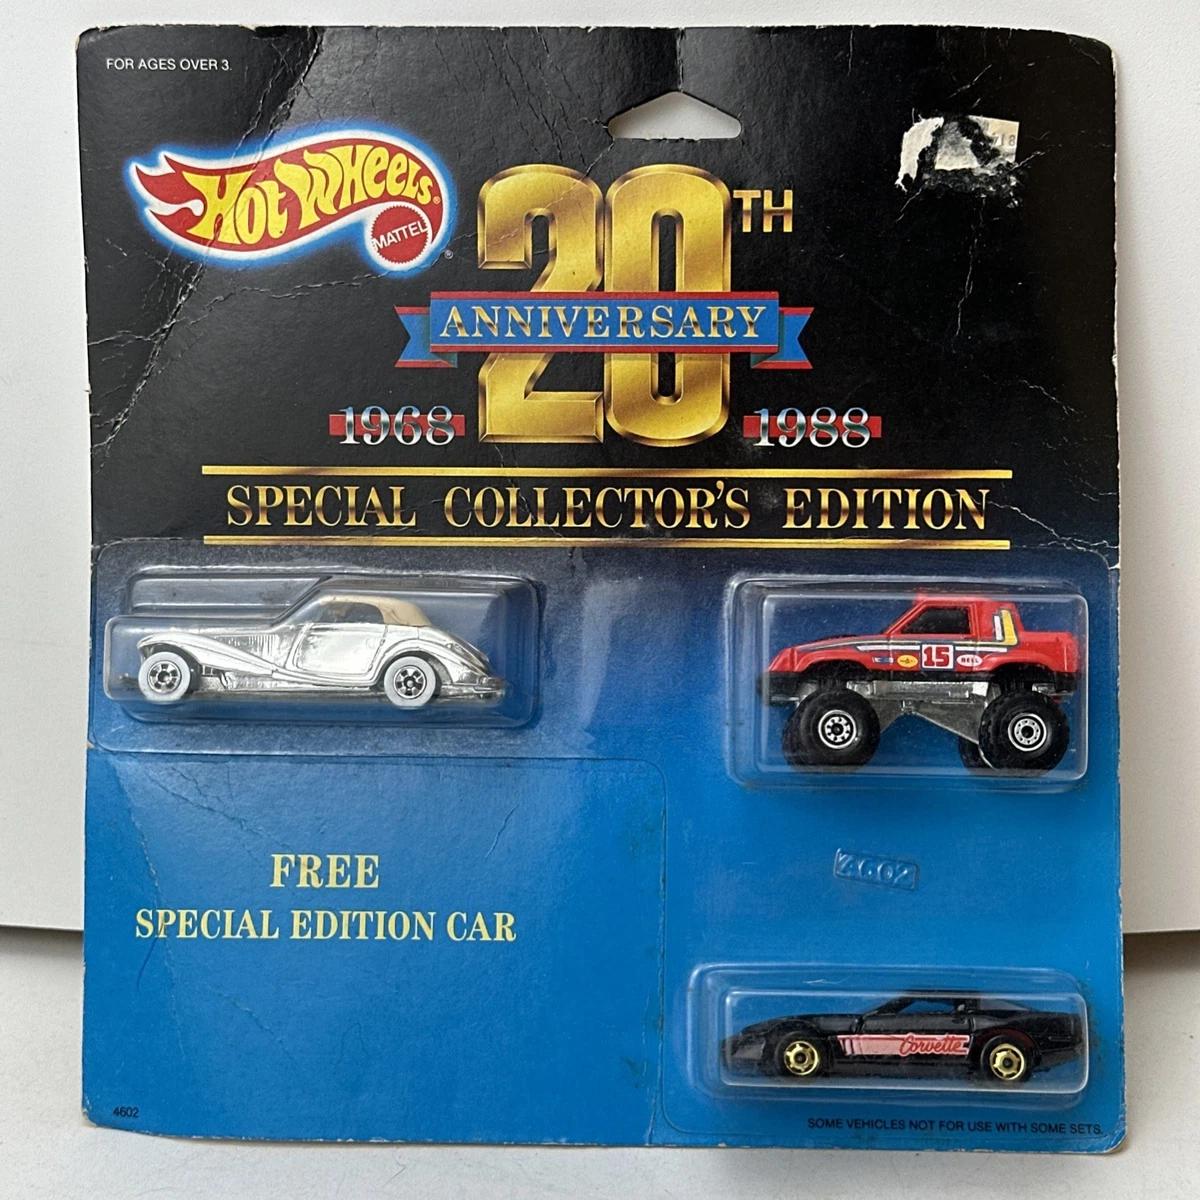 FOR AGES OVER 3.
Hot Wheels®
MATTEL
®
20TH
ANNIVERSARY
1968 1988
SPECIAL COLLECTOR'S EDITION
15
BELL
4602
FREE
SPECIAL EDITION CAR
Corvette
4602
SOME VEHICLES NOT FOR USE WITH SOME SETS.